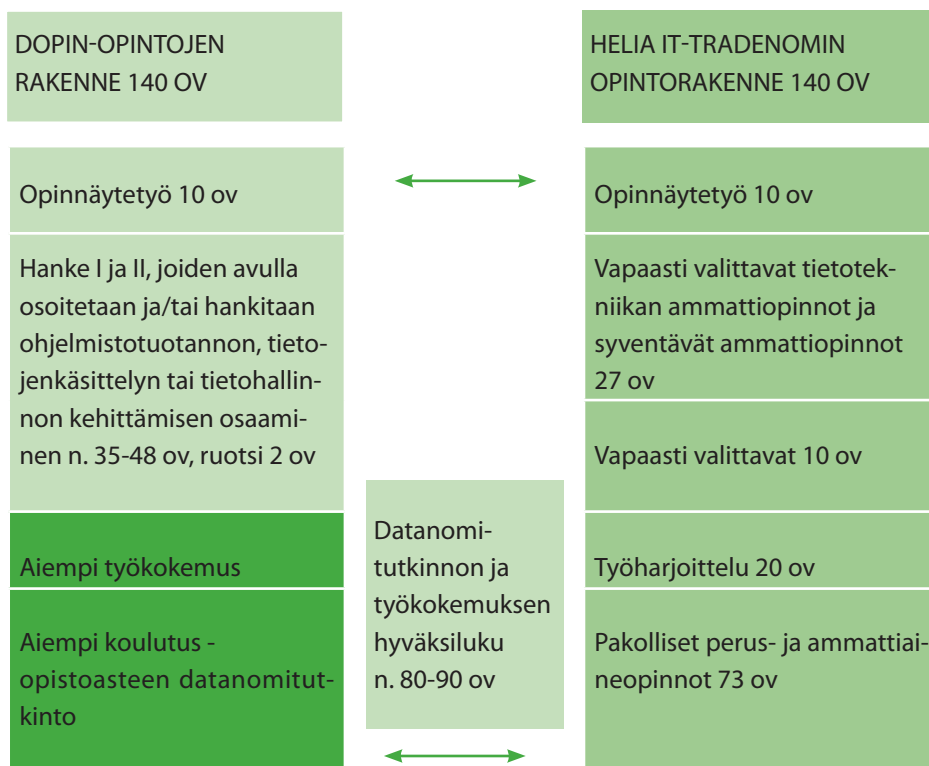 DOPIN-OPINTOJEN
RAKENNE 140 OV
HELIA IT-TRADENOMIN
OPINTORAKENNE 140 OV
Opinnäytetyö 10 ov
Hanke I ja II, joiden avulla
osoitetaan ja/tai hankitaan
ohjelmistotuotannon, tieto-
jenkäsittelyn tai tietohallin-
non kehittämisen osaami-
nen n. 35-48 ov, ruotsi 2 ov
Aiempi työkokemus
Aiempi koulutus -
opistoasteen datanomitut-
kinto
Datanomi-
tutkinnon ja
työkokemuksen
hyväksiluku
n. 80-90 ov
Opinnäytetyö 10 ov
Vapaasti valittavat tietotek-
niikan ammattiopinnot ja
syventävät ammattiopinnot
27 ov
Vapaasti valittavat 10 ov
Työharjoittelu 20 ov
Pakolliset perus- ja ammattiai-
neopinnot 73 ov